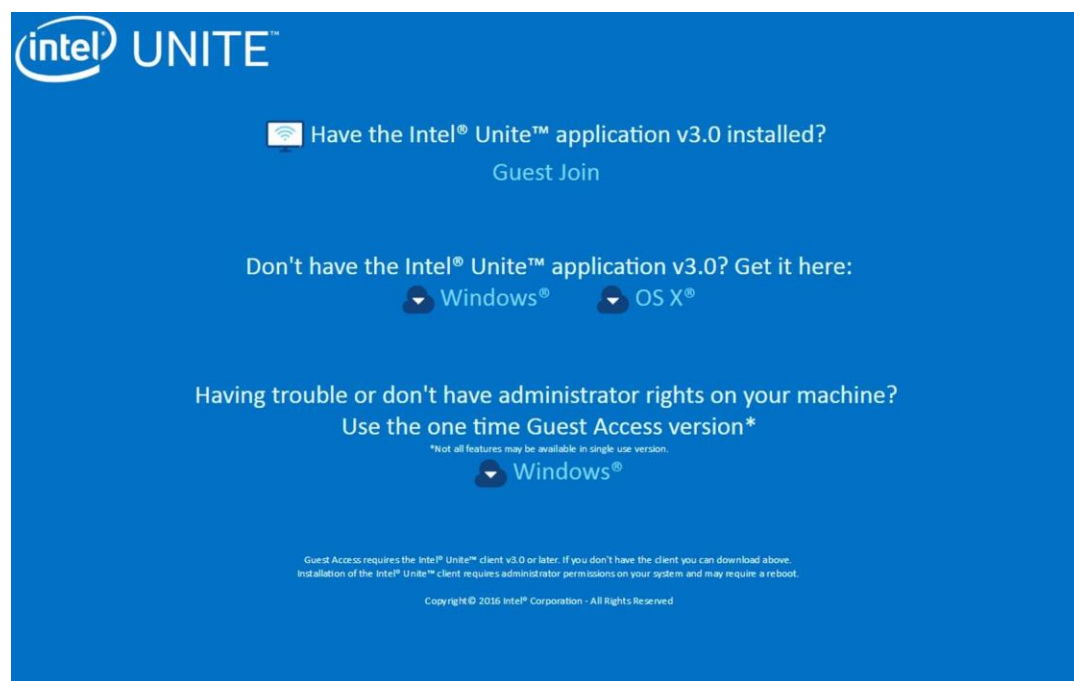 intel® UNITE™
Have the Intel® Unite™ application v3.0 installed?
Guest Join
Don't have the Intel® Unite™ application v3.0? Get it here:
Windows® OS X®
Having trouble or don't have administrator rights on your machine?
Use the one time Guest Access version*
*Not all features may be available in single use version.
Windows®
Guest Access requires the Intel® Unite™ client v3.0 or later. If you don't have the client you can download above.
Installation of the Intel® Unite™ client requires administrator permissions on your system and may require a reboot.
Copyright© 2016 Intel® Corporation - All Rights Reserved